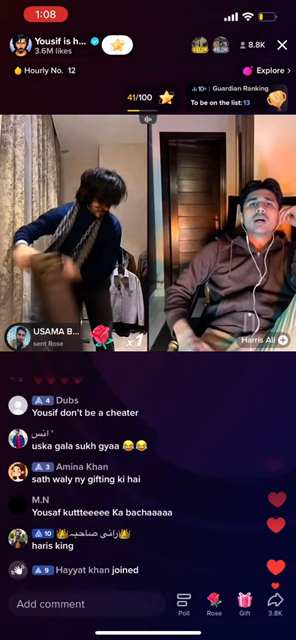 1:08
Yousif is h...
3.6M likes
8.8K
Hourly No. 12
Explore >
41/100
10+ | Guardian Ranking
To be on the list: 13
USAMA B...
sent Rose
x1
Harris Ali
4 Dubs
Yousif don't be a cheater
انس '
uska gala sukh gyaa 😂😂
3 Amina Khan
sath waly ny gifting ki hai
M.N
Yousaf kuttteeeee Ka bachaaaaa
10 👑رانی صاحبہ👑
haris king
9 Hayyat khan joined
Add comment
Poll
Rose
Gift
3.8K